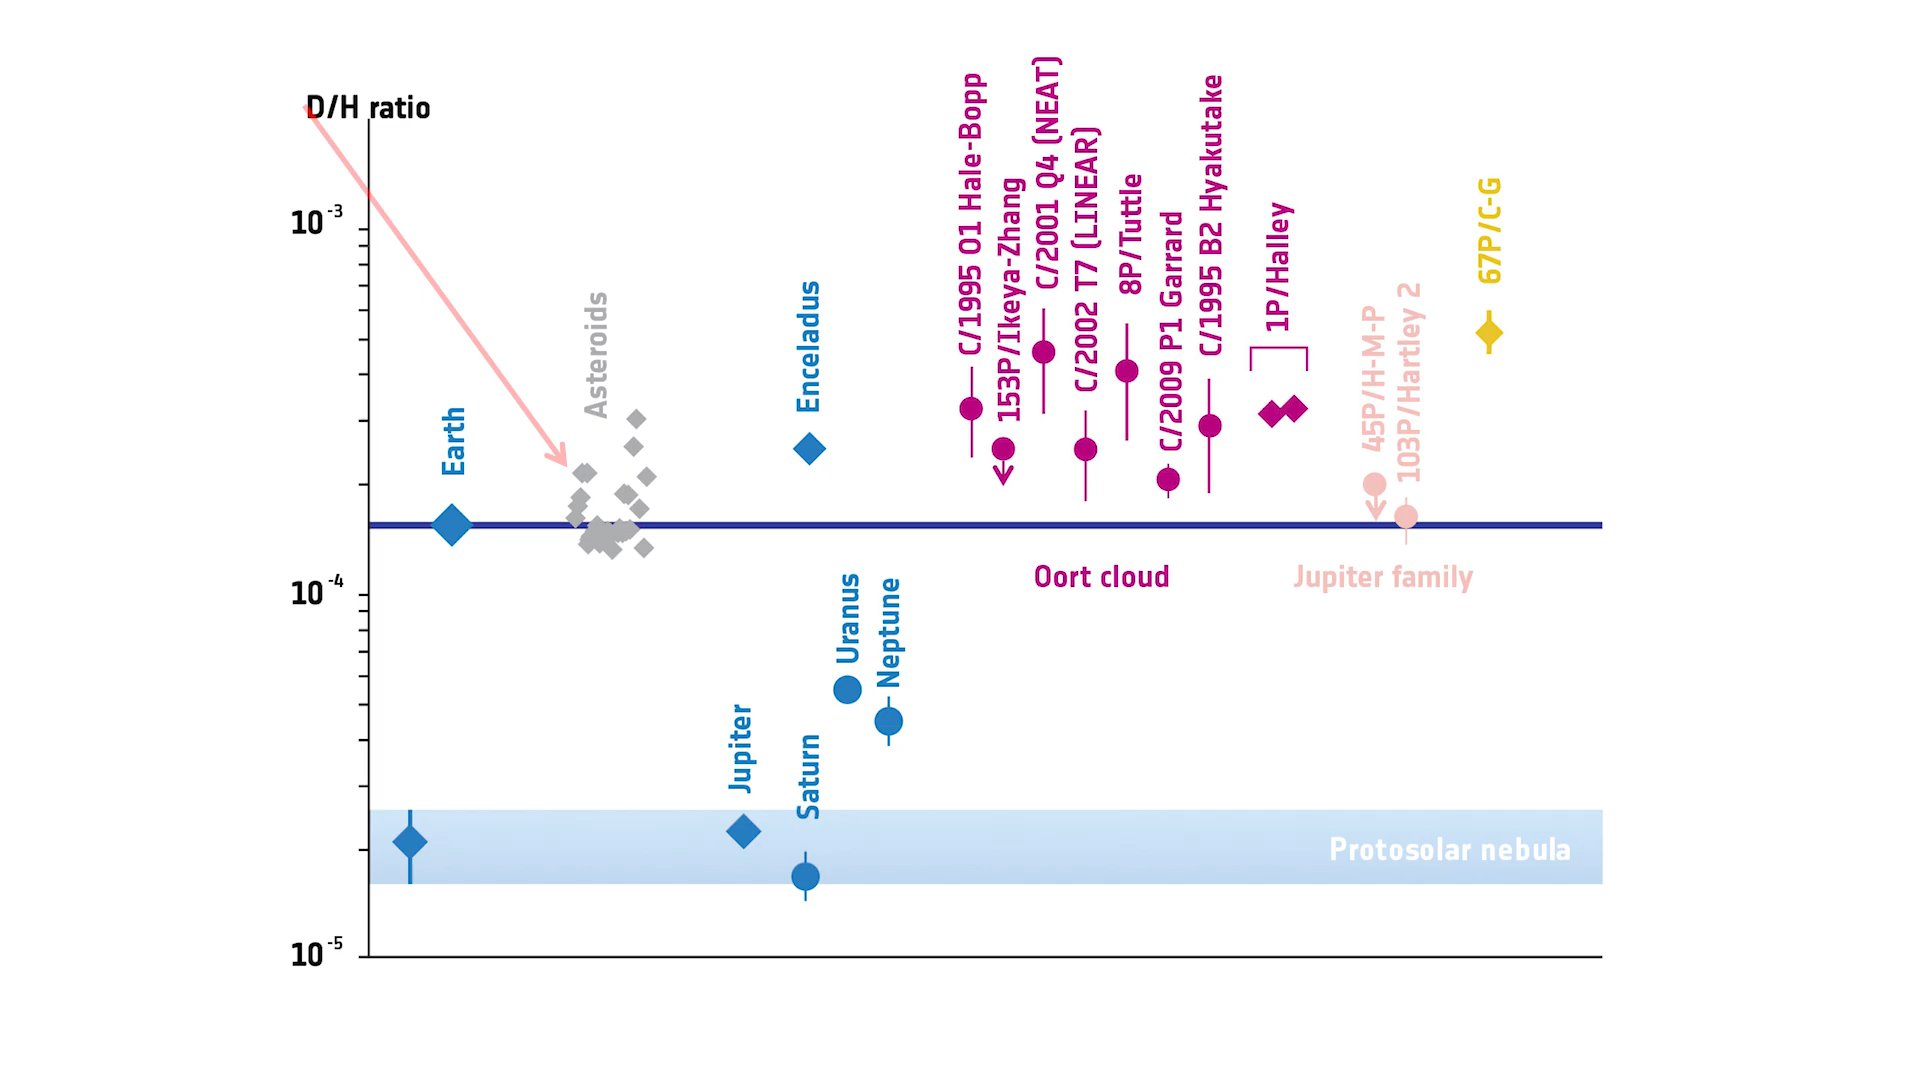 D/H ratio
10-3
10-4
10-5
Earth
Asteroids
Enceladus
Jupiter
Saturn
Uranus
Neptune
C/1995 O1 Hale-Bopp
153P/Ikeya-Zhang
C/2001 Q4 (NEAT)
C/2002 T7 (LINEAR)
8P/Tuttle
C/2009 P1 Garrard
C/1995 B2 Hyakutake
1P/Halley
45P/H-M-P
103P/Hartley 2
67P/C-G
Oort cloud
Jupiter family
Protosolar nebula